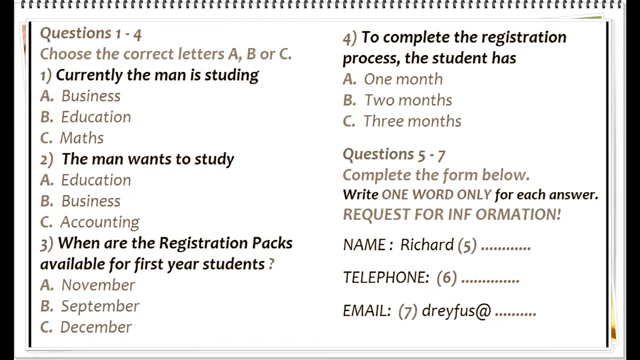 Questions 1 - 4
Choose the correct letters A, B or C.
1) Currently the man is studing
A. Business
B. Education
C. Maths
2) The man wants to study
A. Education
B. Business
C. Accounting
3) When are the Registration Packs
available for first year students ?
A. November
B. September
C. December
4) To complete the registration
process, the student has
A. One month
B. Two months
C. Three months
Questions 5 - 7
Complete the form below.
Write ONE WORD ONLY for each answer.
REQUEST FOR INF ORMATION!
NAME : Richard (5) ............
TELEPHONE: (6) ..............
EMAIL: (7) dreyfus@ ..........